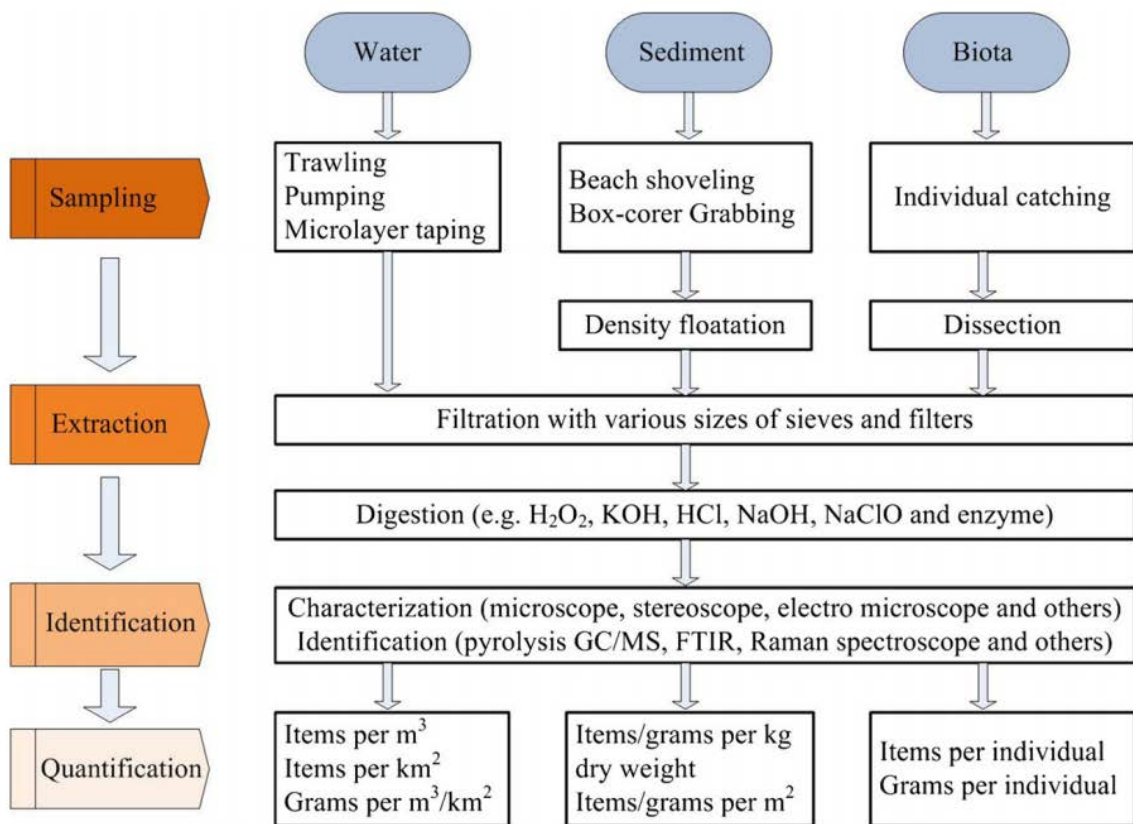 Water
Sediment
Biota
Sampling
Trawling
Pumping
Microlayer taping
Beach shoveling
Box-corer Grabbing
Individual catching
Density floatation
Dissection
Extraction
Filtration with various sizes of sieves and filters
Digestion (e.g. H₂O₂, KOH, HCl, NaOH, NaClO and enzyme)
Identification
Characterization (microscope, stereoscope, electro microscope and others)
Identification (pyrolysis GC/MS, FTIR, Raman spectroscope and others)
Quantification
Items per m³
Items per km²
Grams per m³/km²
Items/grams per kg
dry weight
Items/grams per m²
Items per individual
Grams per individual